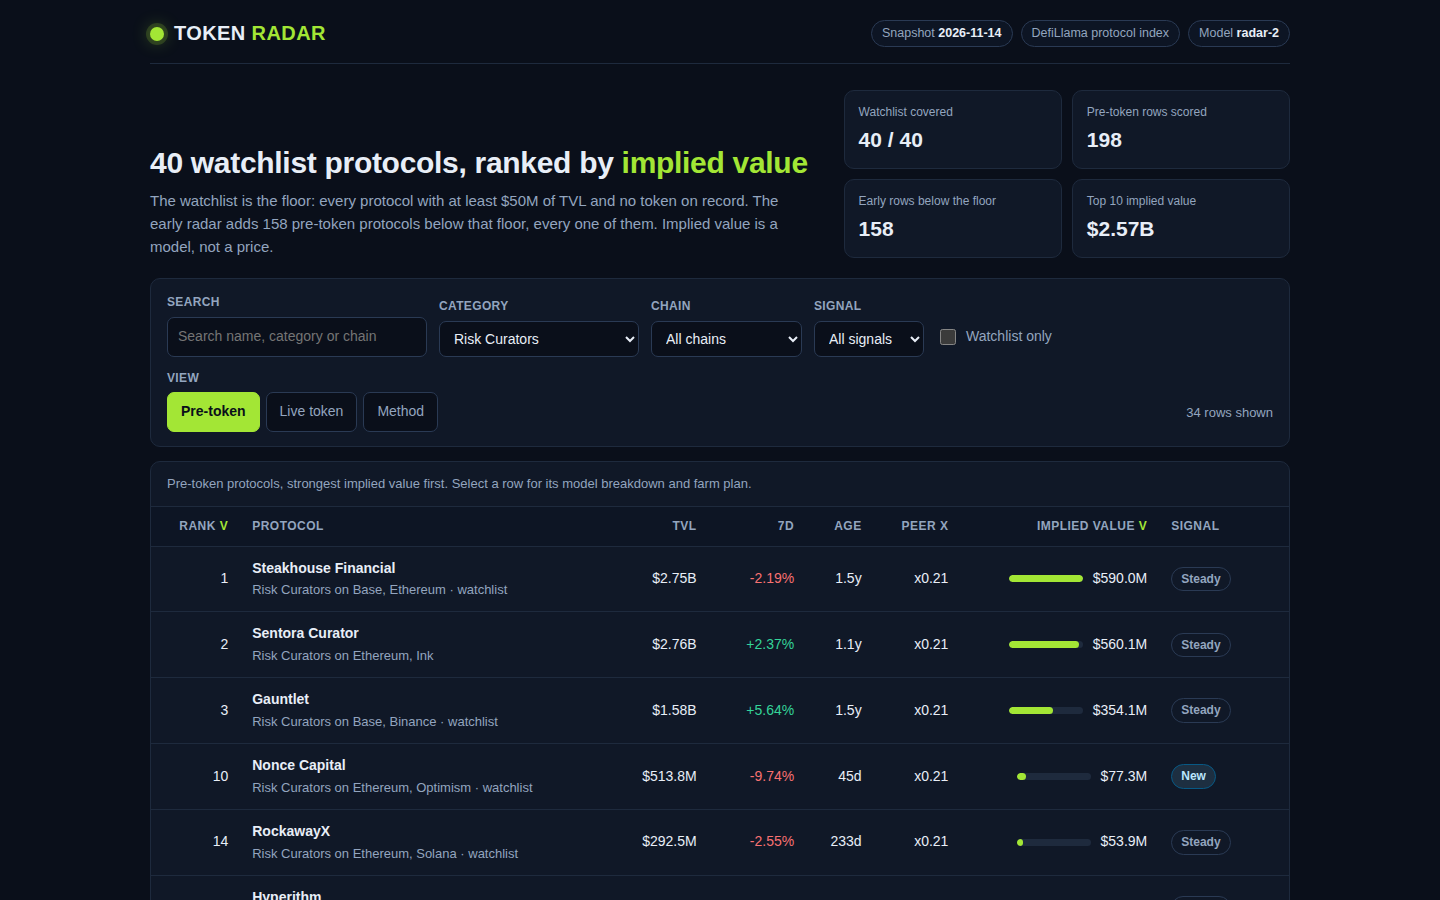 TOKEN RADAR
Snapshot 2026-11-14
DefiLlama protocol index
Model radar-2
40 watchlist protocols, ranked by implied value
The watchlist is the floor: every protocol with at least $50M of TVL and no token on record. The
early radar adds 158 pre-token protocols below that floor, every one of them. Implied value is a
model, not a price.
Watchlist covered
40 / 40
Pre-token rows scored
198
Early rows below the floor
158
Top 10 implied value
$2.57B
SEARCH
Search name, category or chain
CATEGORY
Risk Curators
CHAIN
All chains
SIGNAL
All signals
Watchlist only
VIEW
Pre-token
Live token
Method
34 rows shown
Pre-token protocols, strongest implied value first. Select a row for its model breakdown and farm plan.
RANK V PROTOCOL TVL 7D AGE PEER X IMPLIED VALUE V SIGNAL
1 Steakhouse Financial $2.75B -2.19% 1.5y x0.21 $590.0M Steady
Risk Curators on Base, Ethereum · watchlist
2 Sentora Curator $2.76B +2.37% 1.1y x0.21 $560.1M Steady
Risk Curators on Ethereum, Ink
3 Gauntlet $1.58B +5.64% 1.5y x0.21 $354.1M Steady
Risk Curators on Base, Binance · watchlist
10 Nonce Capital $513.8M -9.74% 45d x0.21 $77.3M New
Risk Curators on Ethereum, Optimism · watchlist
14 RockawayX $292.5M -2.55% 233d x0.21 $53.9M Steady
Risk Curators on Ethereum, Solana · watchlist
Hyperithm